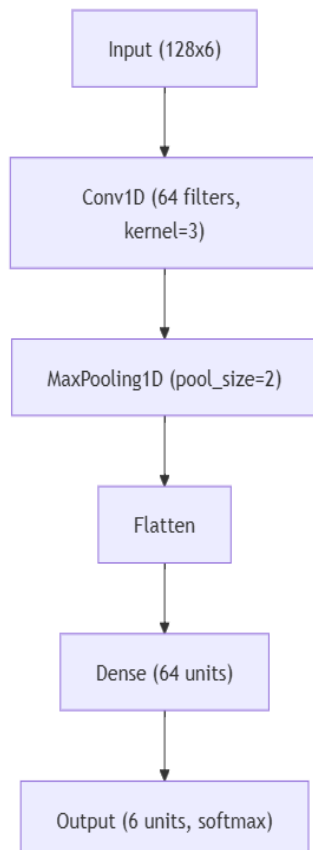 Input (128x6)
Conv1D (64 filters,
kernel=3)
MaxPooling1D (pool_size=2)
Flatten
Dense (64 units)
Output (6 units, softmax)